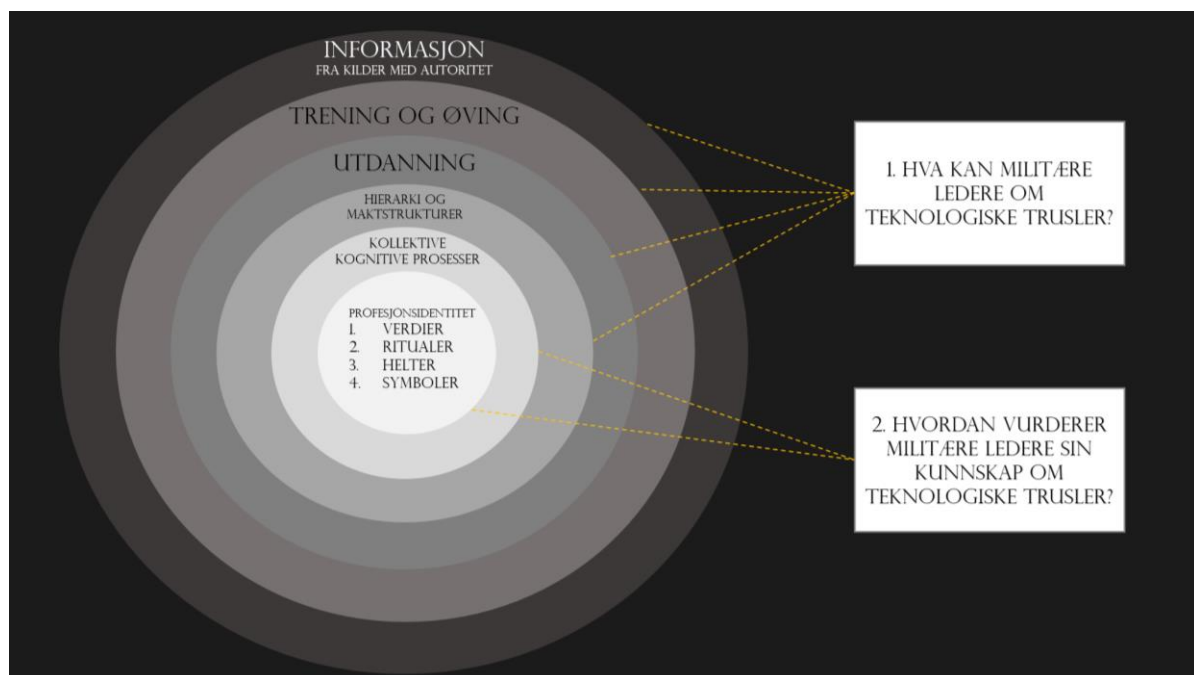 INFORMASJON
FRA KILDER MED AUTORITET
TRENING OG ØVING
UTDANNING
HIERARKI OG
MAKTSTRUKTURER
KOLLEKTIVE
KOGNITIVE PROSESSER
PROFESJONSIDENTITET
1. VERDIER
2. RITUALER
3. HELTER
4. SYMBOLER
1. HVA KAN MILITÆRE
LEDERE OM
TEKNOLOGISKE TRUSLER?
2. HVORDAN VURDERER
MILITÆRE LEDERE SIN
KUNNSKAP OM
TEKNOLOGISKE TRUSLER?